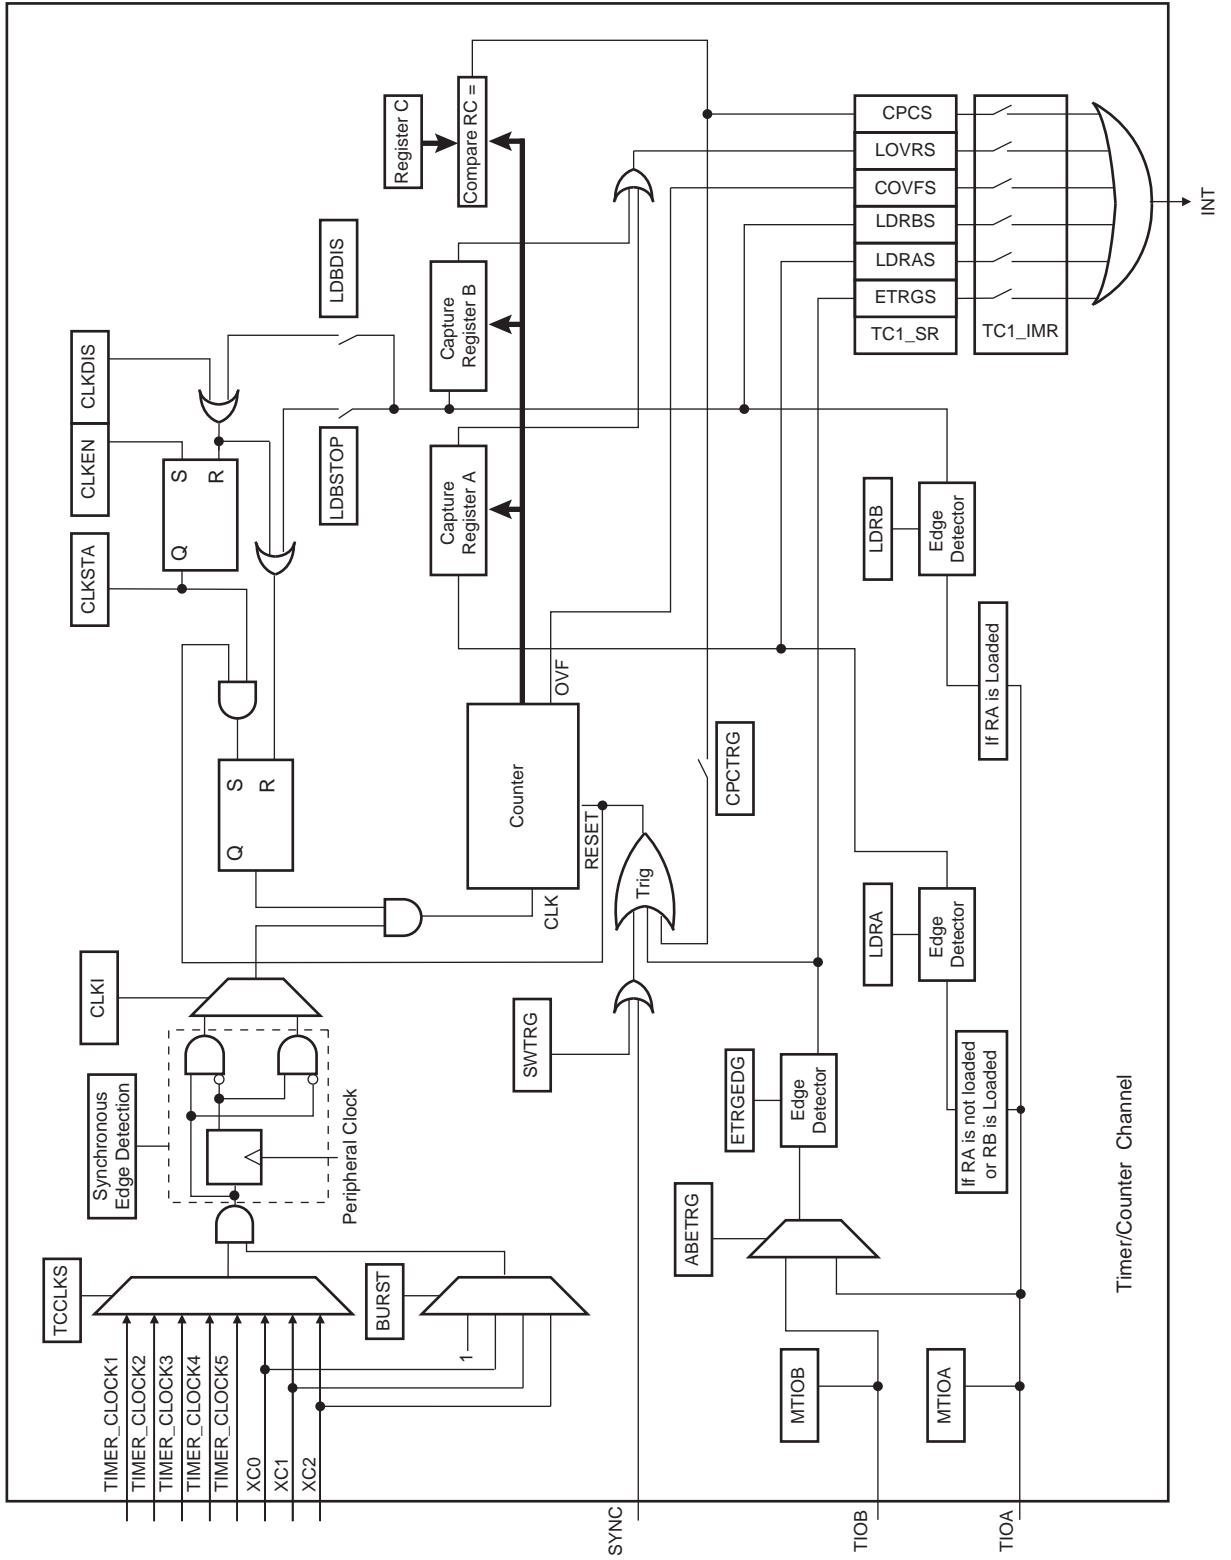 TCCLKS
TIMER_CLOCK1
TIMER_CLOCK2
TIMER_CLOCK3
TIMER_CLOCK4
TIMER_CLOCK5
XC0
XC1
XC2
BURST
1
Synchronous
Edge Detection
Peripheral Clock
CLKI
CLKSTA
CLKEN
CLKDIS
Q
S
R
Q
S
R
LDBSTOP
LDBDIS
Register C
Compare RC =
Capture
Register A
Capture
Register B
Counter
CLK
OVF
RESET
SWTRG
Trig
CPCTRG
SYNC
ABETRG
ETRGEDG
Edge
Detector
MTIOB
TIOB
MTIOA
TIOA
If RA is not loaded
or RB is Loaded
LDRA
Edge
Detector
If RA is Loaded
LDRB
Edge
Detector
CPCS
LOVRS
COVFS
LDRBS
LDRAS
ETRGS
TC1_SR
TC1_IMR
INT
Timer/Counter Channel